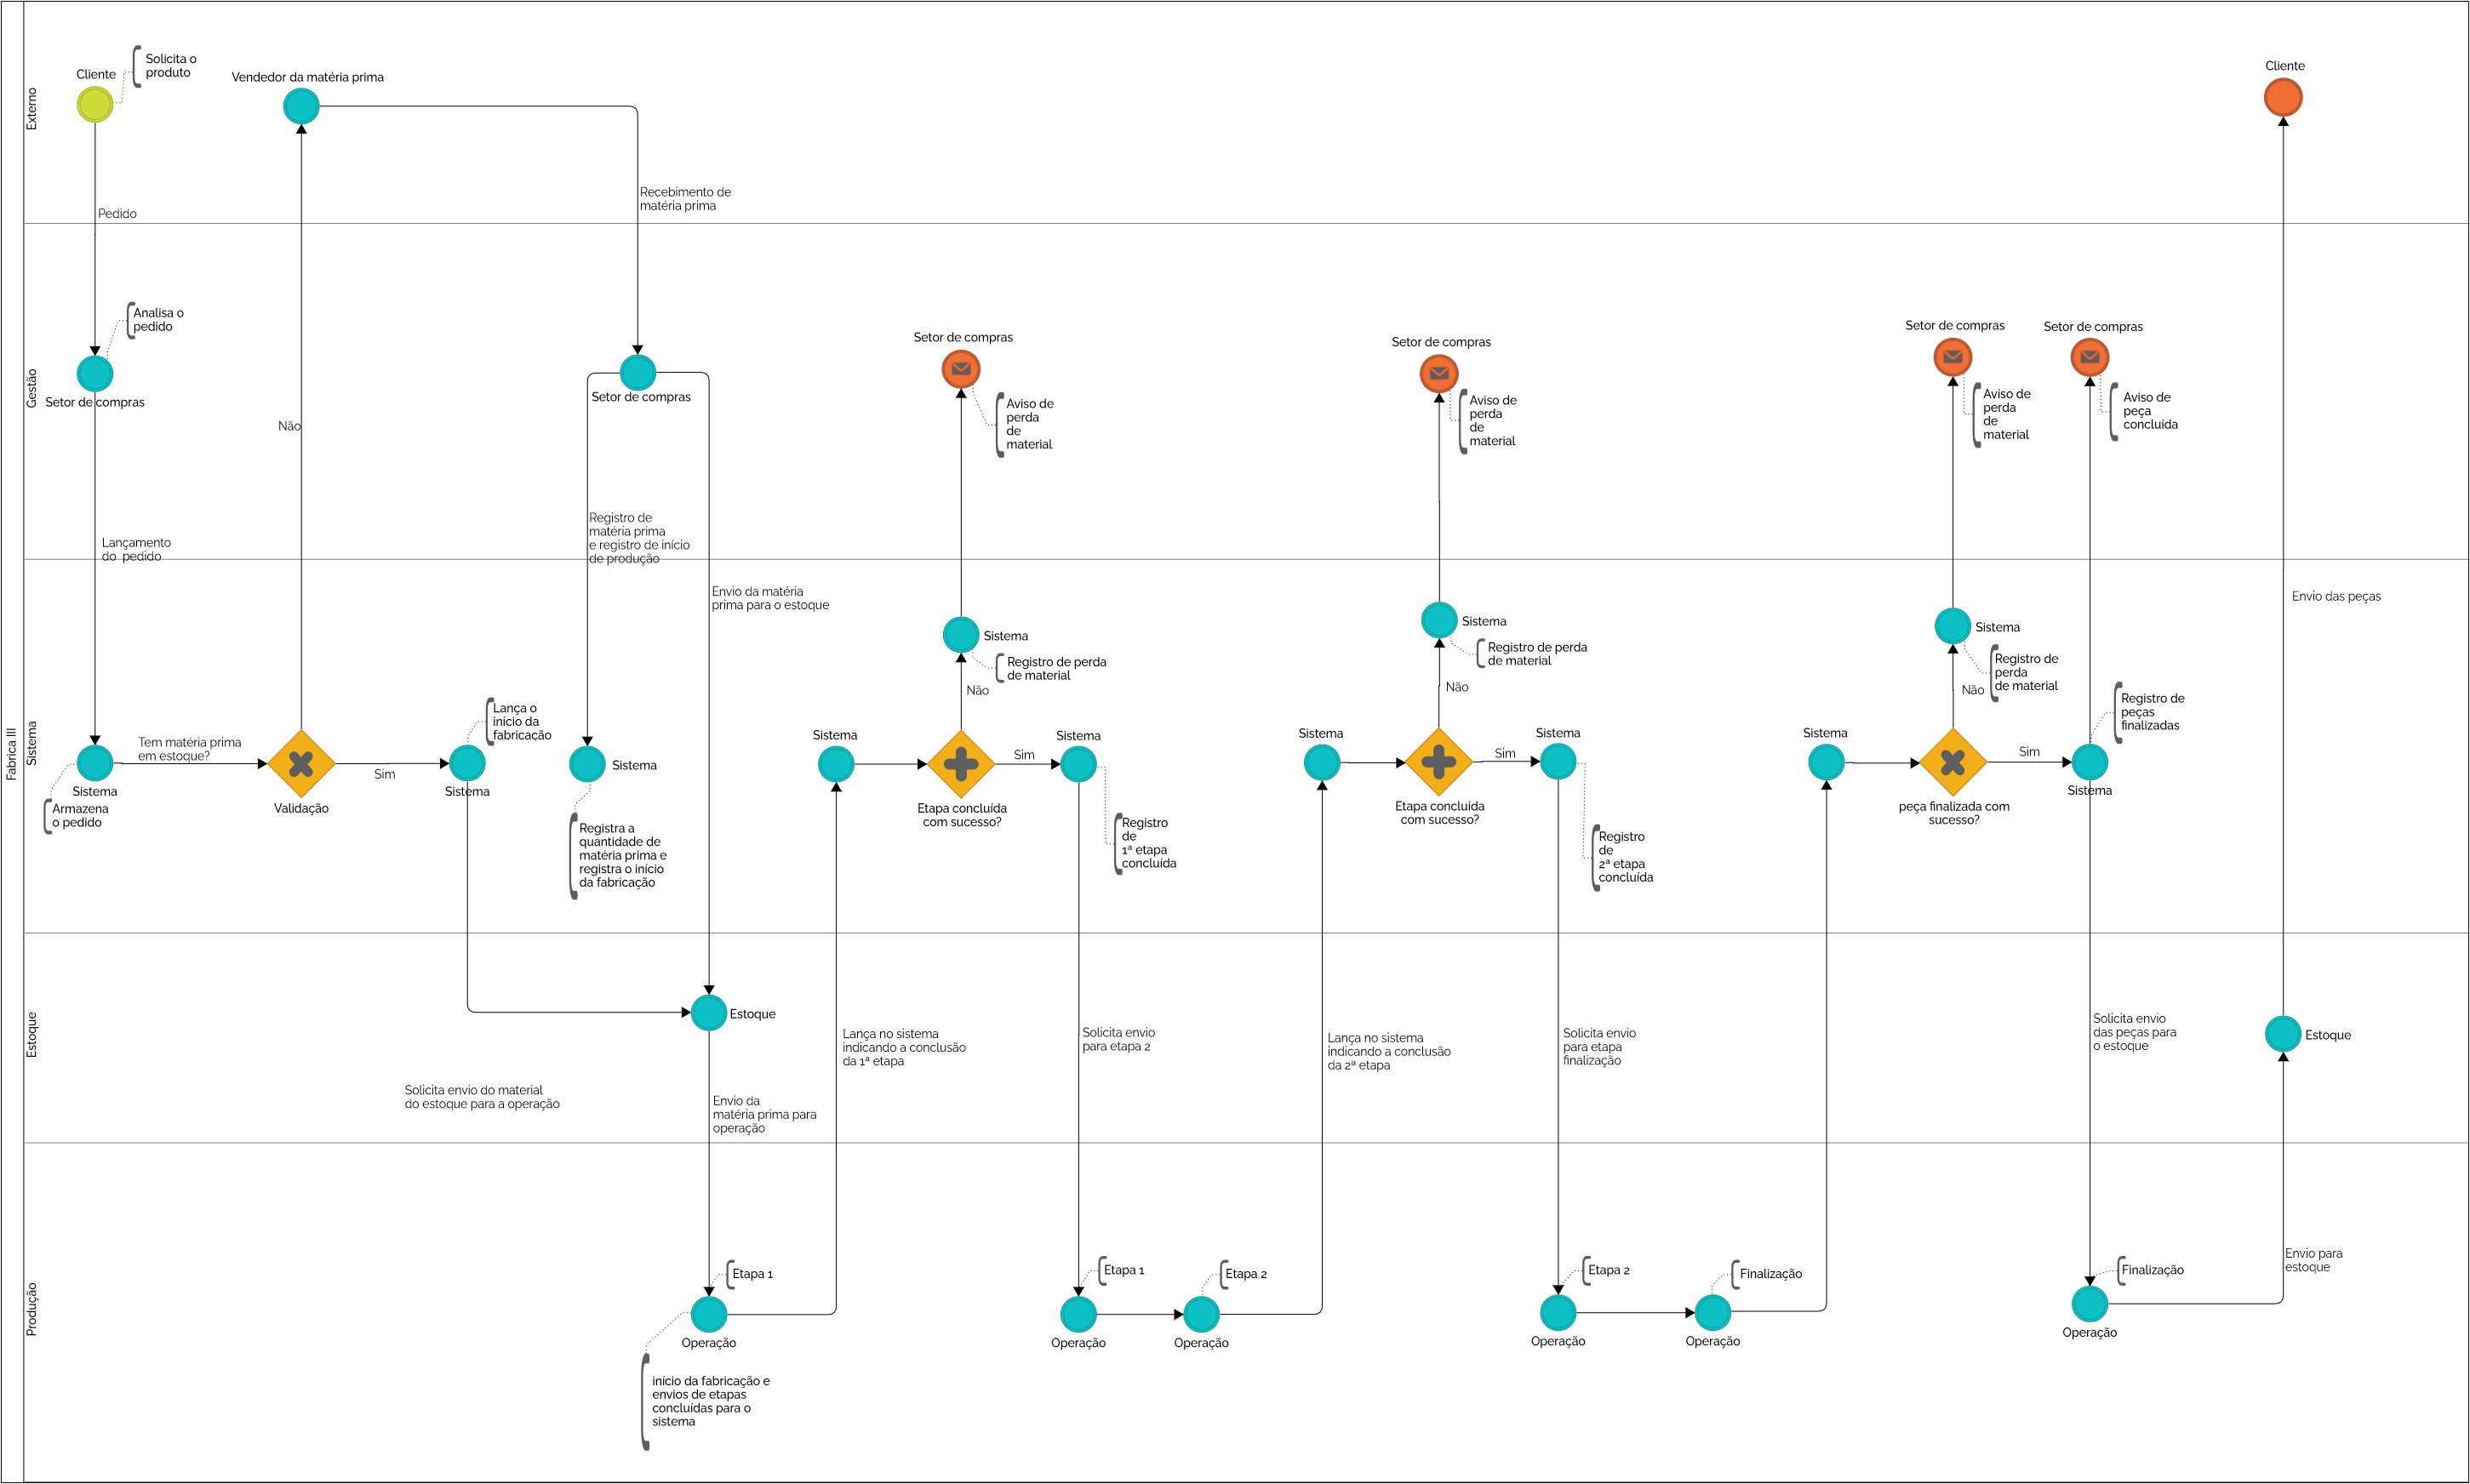 Fabrica III
Externo
Cliente
Solicita o
produto
Vendedor da matéria prima
Cliente
Pedido
Recebimento de
matéria prima
Gestão
Analisa o
pedido
Setor de compras
Não
Setor de compras
Setor de compras
Aviso de
perda
de
material
Setor de compras
Aviso de
perda
de
material
Setor de compras
Aviso de
perda
de
material
Setor de compras
Aviso de
peça
concluída
Lançamento
do pedido
Registro de
matéria prima
e registro de início
de produção
Envio da matéria
prima para o estoque
Envio das peças
Sistema
Sistema
Armazena
o pedido
Tem matéria prima
em estoque?
Validação
Sim
Lança o
início da
fabricação
Sistema
Sistema
Registra a
quantidade de
matéria prima e
registra o início
da fabricação
Sistema
Sistema
Registro de perda
de material
Não
Etapa concluída
com sucesso?
Sim
Sistema
Registro
de
1ª etapa
concluída
Sistema
Sistema
Registro de perda
de material
Não
Etapa concluída
com sucesso?
Sim
Sistema
Registro
de
2ª etapa
concluída
Sistema
Sistema
Registro de
perda
de material
Não
peça finalizada com
sucesso?
Sim
Registro de
peças
finalizadas
Sistema
Estoque
Estoque
Solicita envio do material
do estoque para a operação
Envio da
matéria prima para
operação
Lança no sistema
indicando a conclusão
da 1ª etapa
Solicita envio
para etapa 2
Lança no sistema
indicando a conclusão
da 2ª etapa
Solicita envio
para etapa
finalização
Solicita envio
das peças para
o estoque
Estoque
Produção
Etapa 1
Operação
início da fabricação e
envios de etapas
concluídas para o
sistema
Etapa 1
Operação
Etapa 2
Operação
Etapa 2
Operação
Finalização
Operação
Finalização
Operação
Envio para
estoque